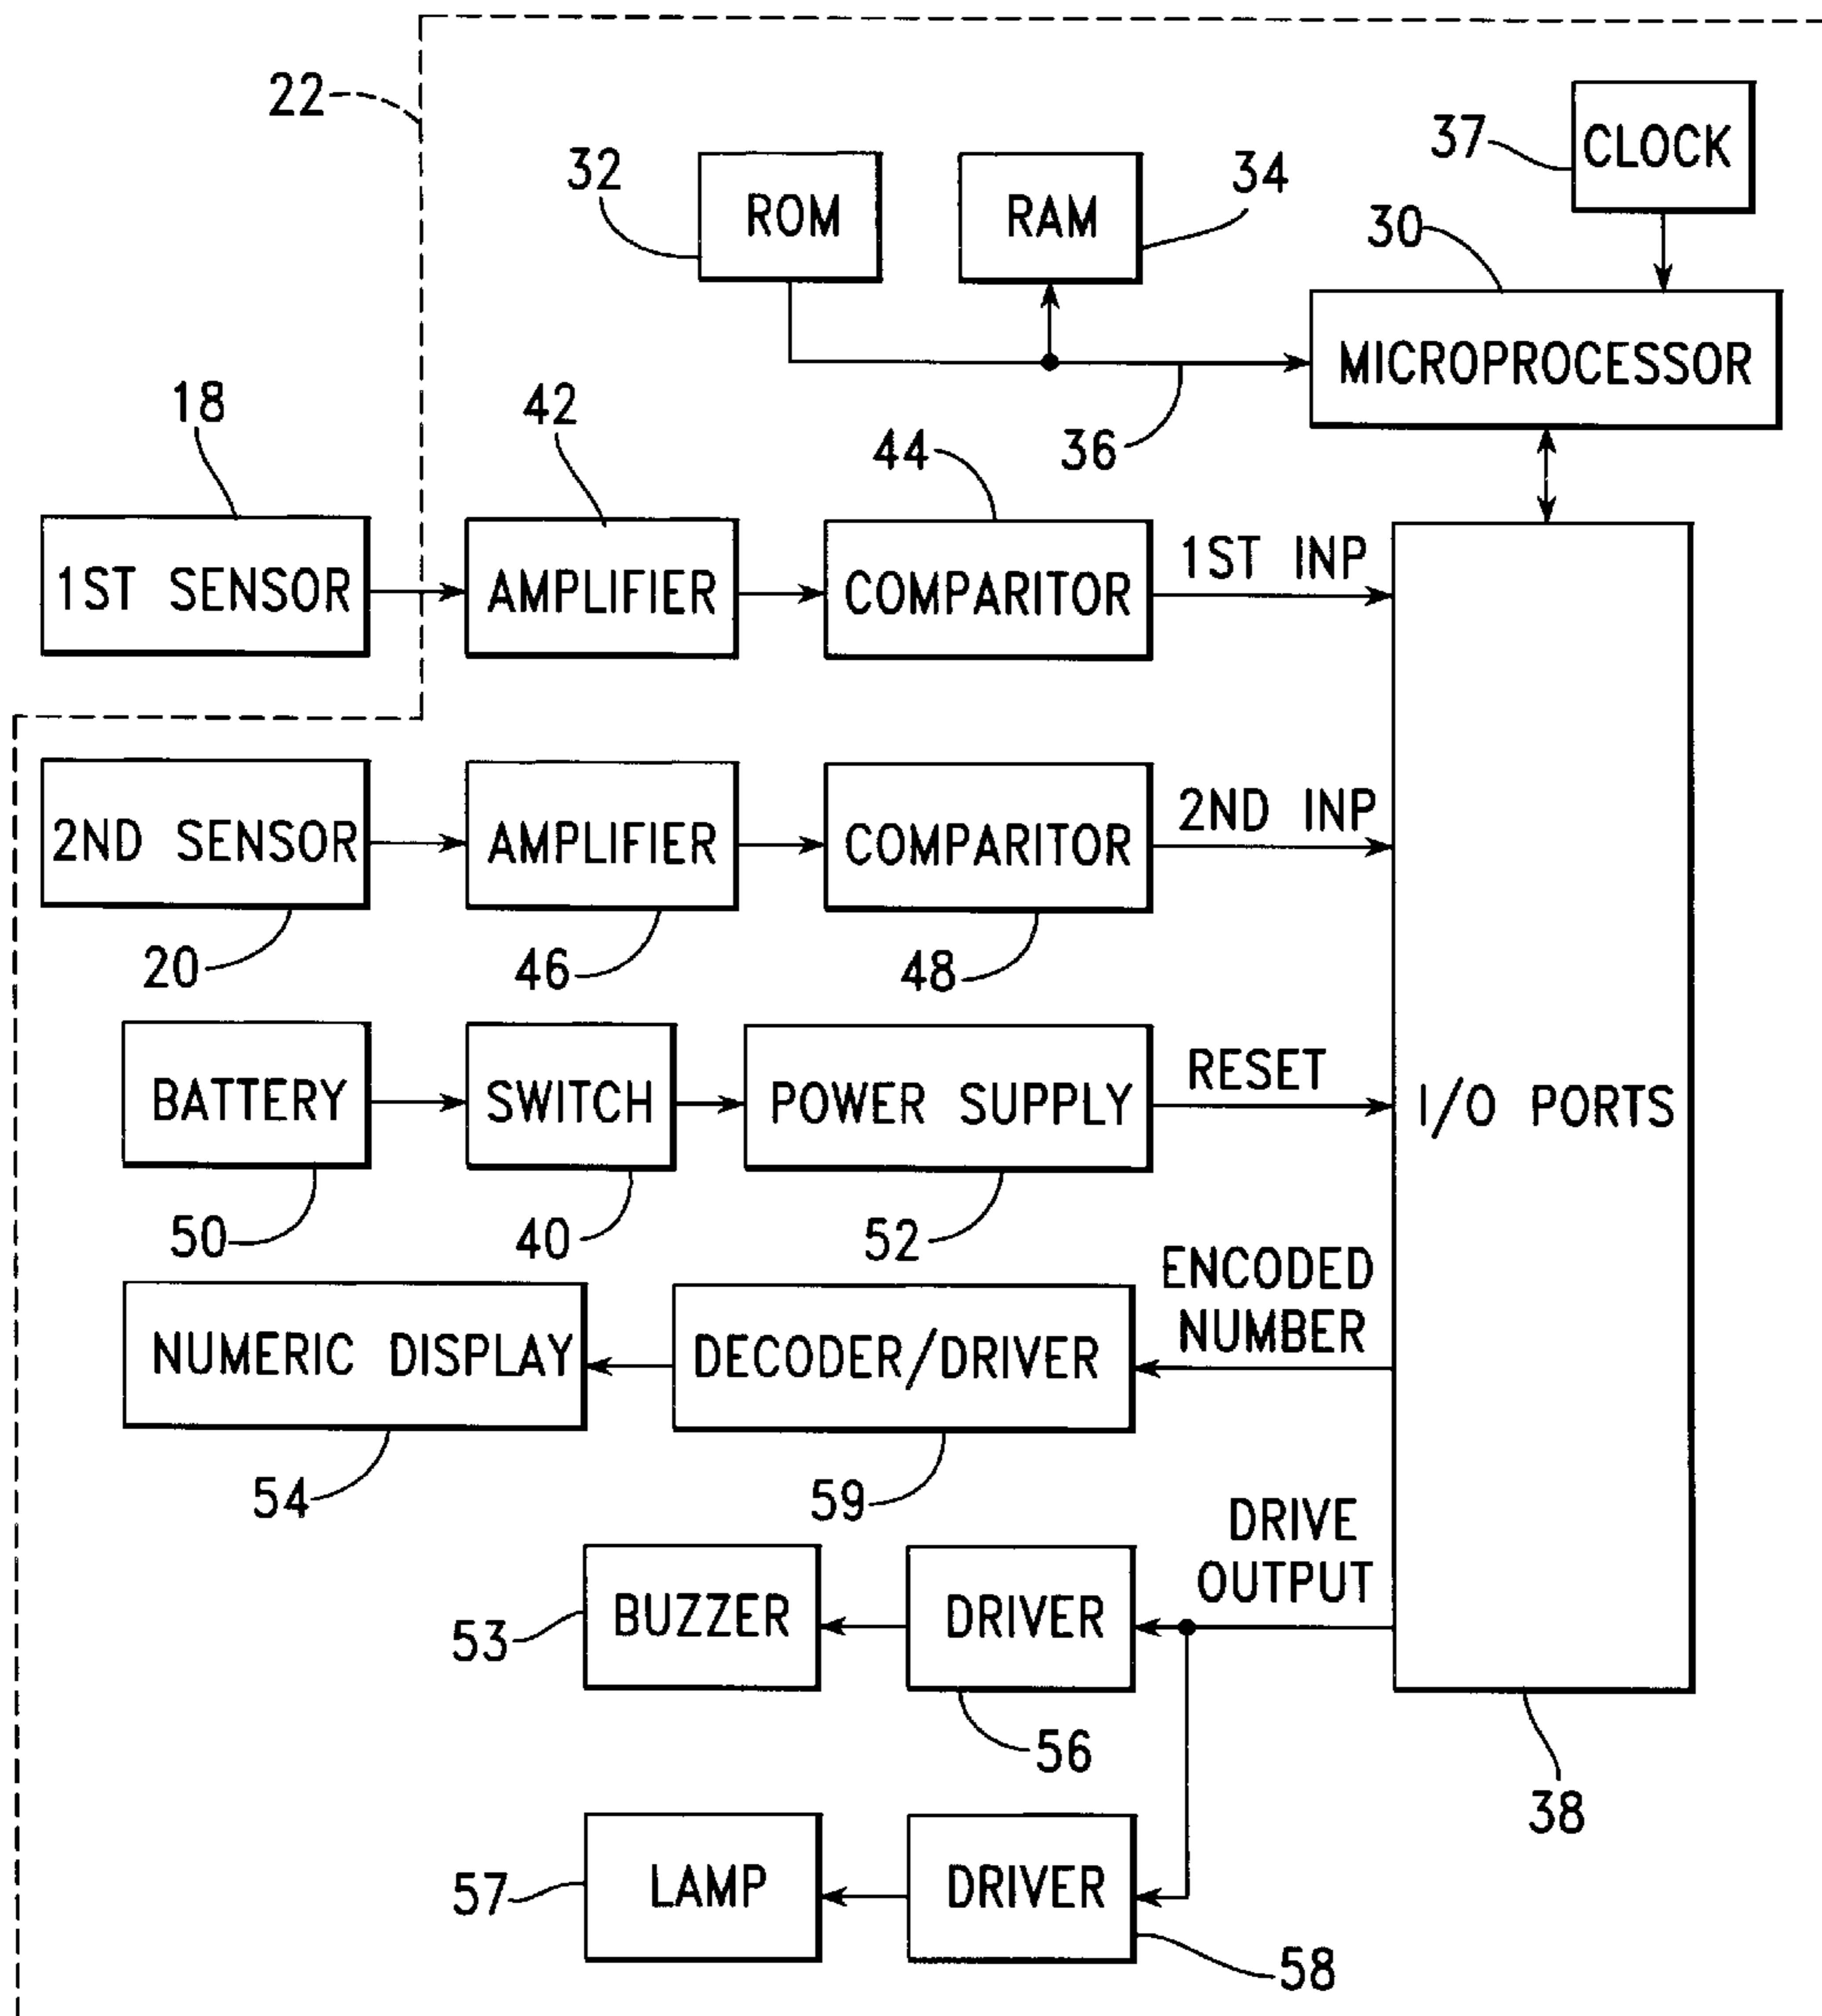 22
32
ROM
RAM
34
37
CLOCK
30
MICROPROCESSOR
36
18
42
44
1ST SENSOR
AMPLIFIER
COMPARITOR
1ST INP
2ND SENSOR
AMPLIFIER
COMPARITOR
2ND INP
20
46
48
BATTERY
SWITCH
POWER SUPPLY
RESET
I/O PORTS
50
40
52
ENCODED
NUMBER
NUMERIC DISPLAY
DECODER/DRIVER
54
59
DRIVE
OUTPUT
53
BUZZER
DRIVER
56
38
57
LAMP
DRIVER
58